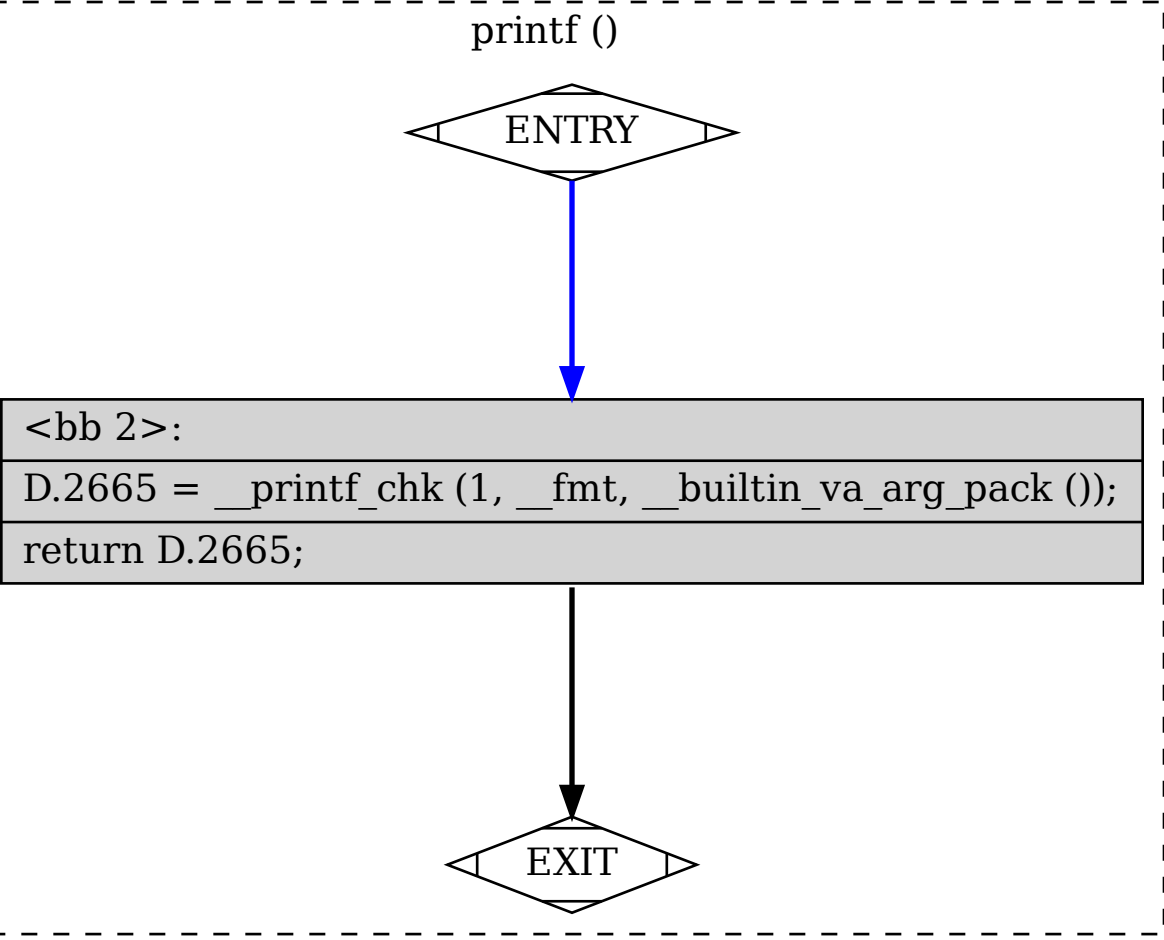 printf ()
ENTRY
<bb 2>:
D.2665 = __printf_chk (1, __fmt, __builtin_va_arg_pack ());
return D.2665;
EXIT